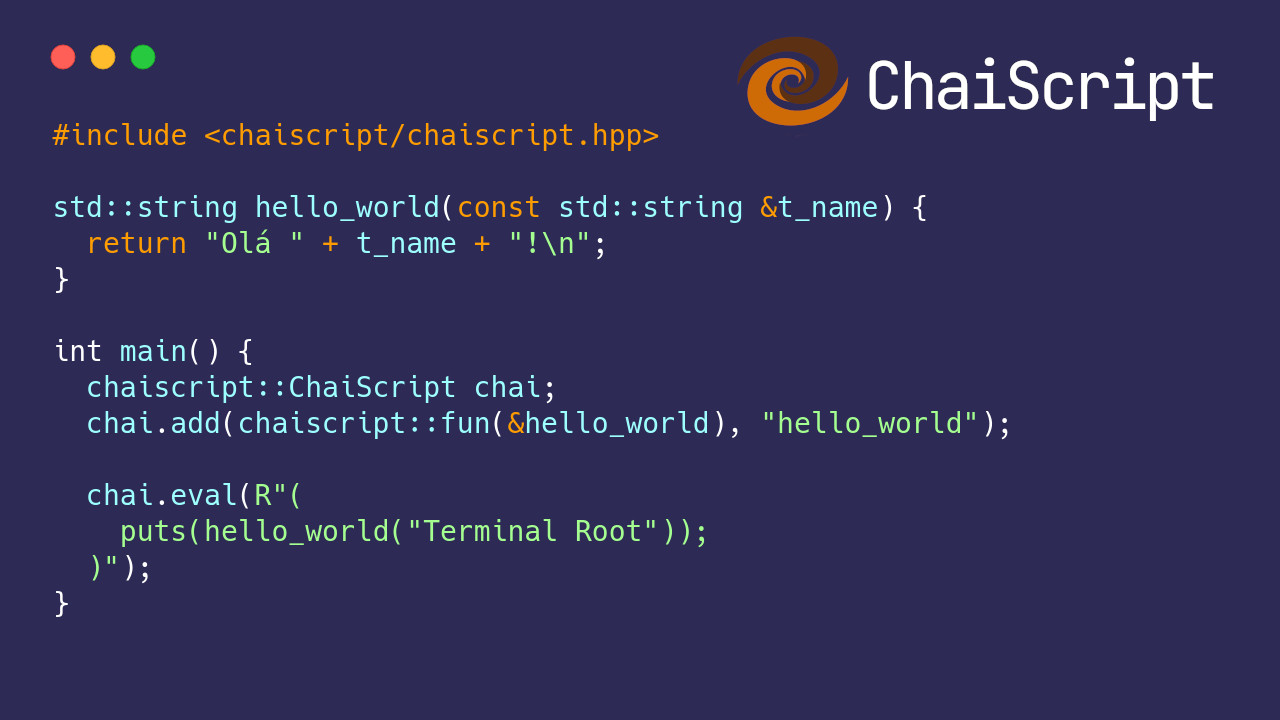 ChaiScript
#include <chaiscript/chaiscript.hpp>
std::string hello_world(const std::string &t_name) {
  return "Olá " + t_name + "!\n";
}
int main() {
  chaiscript::ChaiScript chai;
  chai.add(chaiscript::fun(&hello_world), "hello_world");
  chai.eval(R"(
    puts(hello_world("Terminal Root"));
  )");
}